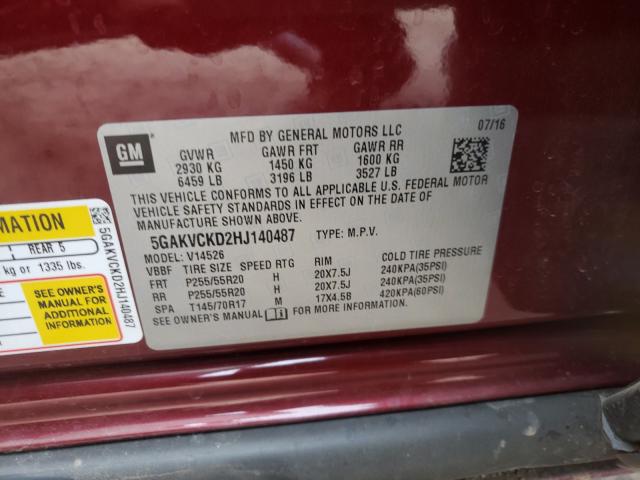 MFD BY GENERAL MOTORS LLC
07/16
GM
GVWR GAWR FRT GAWR RR
2930 KG 1450 KG 1600 KG
6459 LB 3196 LB 3527 LB
THIS VEHICLE CONFORMS TO ALL APPLICABLE U.S. FEDERAL MOTOR
VEHICLE SAFETY STANDARDS IN EFFECT ON THE DATE OF
MANUFACTURE SHOWN ABOVE.
5GAKVCKD2HJ140487 TYPE: M.P.V.
MODEL: V14526
VBBF TIRE SIZE SPEED RTG RIM COLD TIRE PRESSURE
FRT P255/55R20 H 20X7.5J 240KPA(35PSI)
RR P255/55R20 H 20X7.5J 240KPA(35PSI)
SPA T145/70R17 M 17X4.5B 420KPA(60PSI)
SEE OWNER'S MANUAL FOR MORE INFORMATION.
REAR 5
kg or 1335 lbs.
SEE OWNER'S
MANUAL FOR
ADDITIONAL
INFORMATION
5GAKVCKD2HJ140487